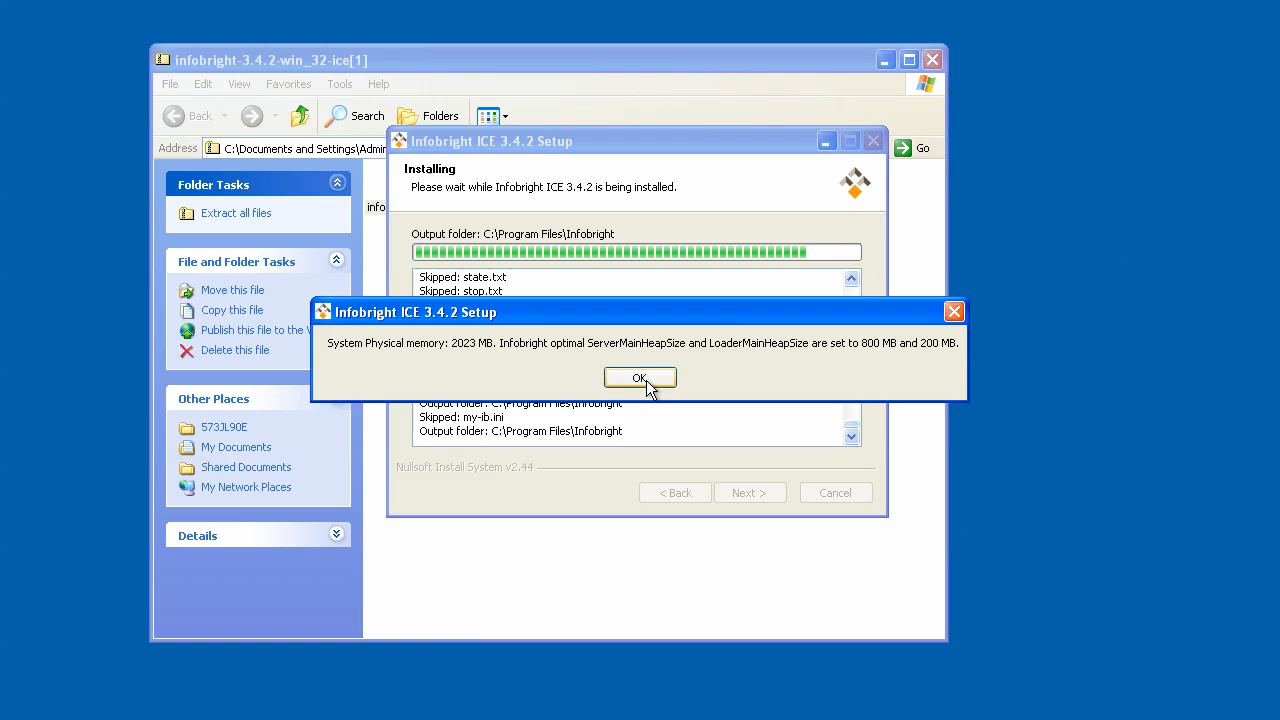 infobright-3.4.2-win_32-ice[1]
File Edit View Favorites Tools Help
Back Search Folders
Address C:\Documents and Settings\Admin Go
Infobright ICE 3.4.2 Setup
Installing
Please wait while Infobright ICE 3.4.2 is being installed.
Folder Tasks
Extract all files
info
Output folder: C:\Program Files\Infobright
File and Folder Tasks
Move this file
Copy this file
Publish this file to the
Delete this file
Skipped: state.txt
Skipped: stop.txt
Infobright ICE 3.4.2 Setup
System Physical memory: 2023 MB. Infobright optimal ServerMainHeapSize and LoaderMainHeapSize are set to 800 MB and 200 MB.
OK
Output folder: C:\Program Files\Infobright
Skipped: my-ib.ini
Output folder: C:\Program Files\Infobright
Other Places
573JL90E
My Documents
Shared Documents
My Network Places
Nullsoft Install System v2.44
< Back Next > Cancel
Details